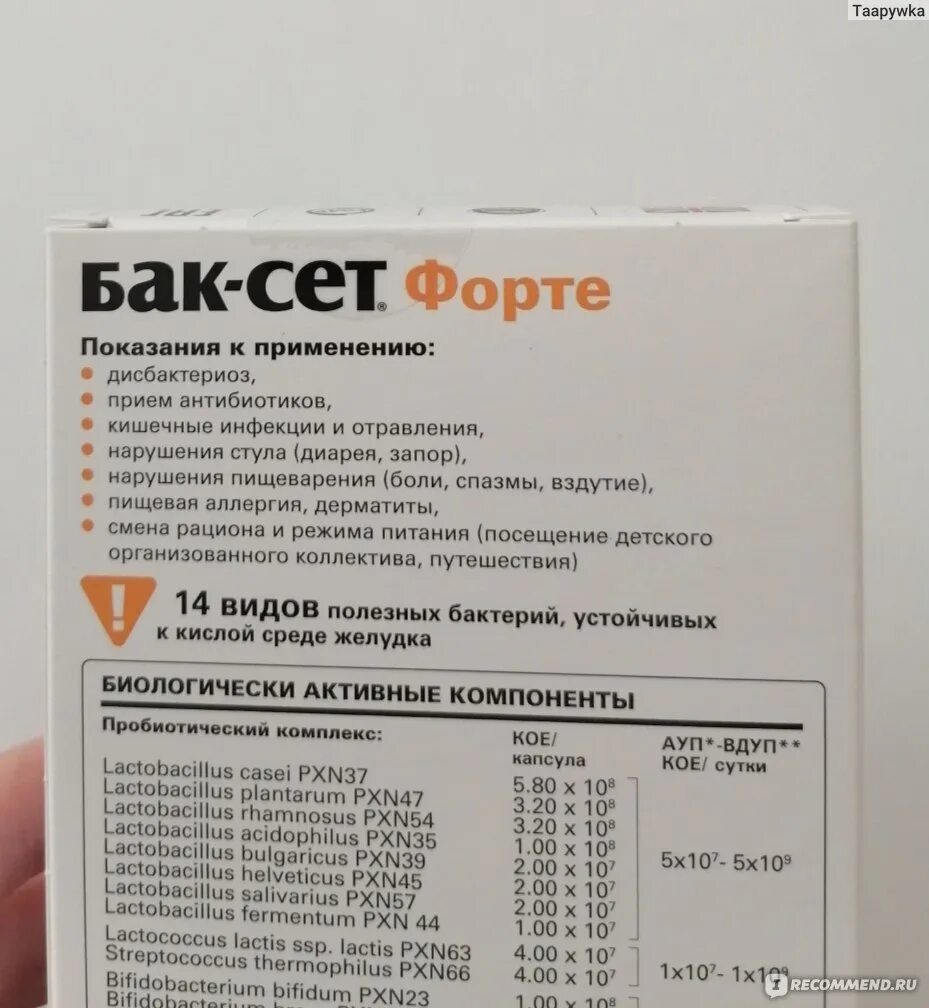 Тааруwка
Бак-сет® Форте
Показания к применению:
• дисбактериоз,
• прием антибиотиков,
• кишечные инфекции и отравления,
• нарушения стула (диарея, запор),
• нарушения пищеварения (боли, спазмы, вздутие),
• пищевая аллергия, дерматиты,
• смена рациона и режима питания (посещение детского
организованного коллектива, путешествия)
! 14 видов полезных бактерий, устойчивых
к кислой среде желудка
БИОЛОГИЧЕСКИ АКТИВНЫЕ КОМПОНЕНТЫ
Пробиотический комплекс: КОЕ/ АУП*-ВДУП**
капсула КОЕ/ сутки
Lactobacillus casei PXN37 5.80 x 10⁸
Lactobacillus plantarum PXN47 3.20 x 10⁸
Lactobacillus rhamnosus PXN54 3.20 x 10⁸
Lactobacillus acidophilus PXN35 1.00 x 10⁸
Lactobacillus bulgaricus PXN39 2.00 x 10⁷ 5x10⁷- 5x10⁹
Lactobacillus helveticus PXN45 2.00 x 10⁷
Lactobacillus salivarius PXN57 2.00 x 10⁷
Lactobacillus fermentum PXN 44 1.00 x 10⁷
Lactococcus lactis ssp. lactis PXN63 4.00 x 10⁷
Streptococcus thermophilus PXN66 4.00 x 10⁷ 1x10⁷- 1x10⁹
Bifidobacterium bifidum PXN23 1.00 x 10⁸
Bifidobacterium
IRECOMMEND.RU